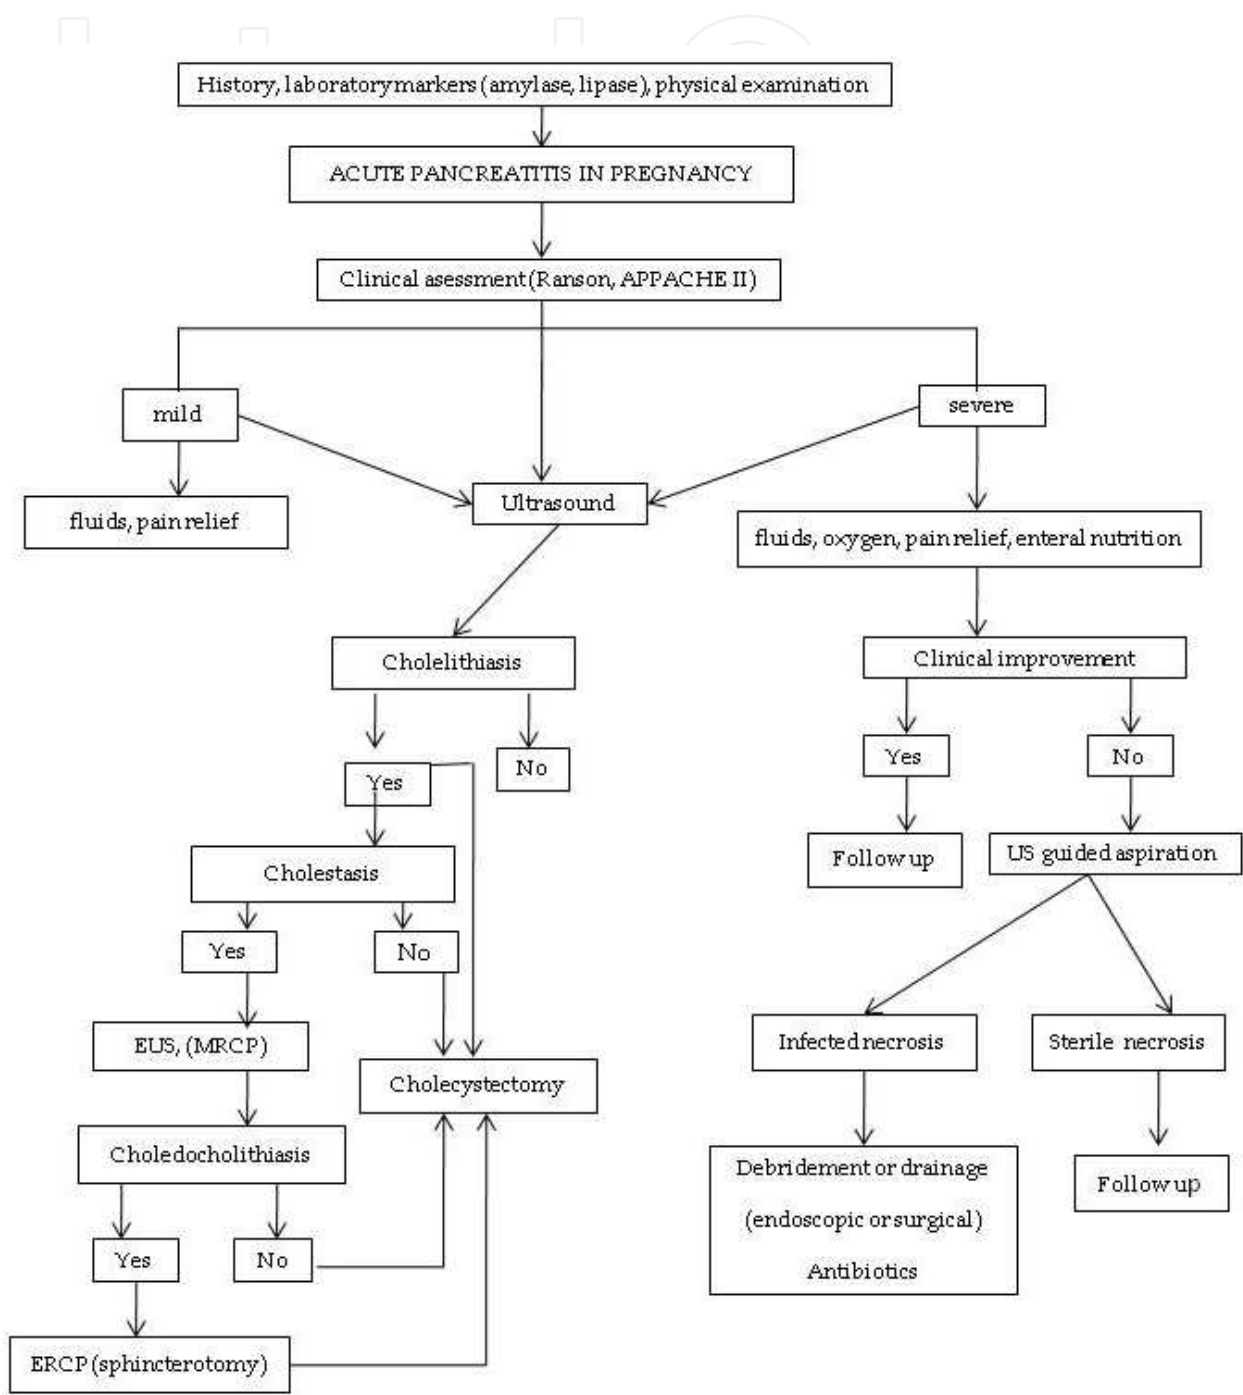 History, laboratory markers (amylase, lipase), physical examination
ACUTE PANCREATITIS IN PREGNANCY
Clinical asessment (Ranson, APPACHE II)
mild
severe
Ultrasound
fluids, pain relief
fluids, oxygen, pain relief, enteral nutrition
Cholelithiasis
Clinical improvement
Yes
No
Yes
No
Cholestasis
Follow up
US guided aspiration
Yes
No
EUS, (MRCP)
Cholecystectomy
Infected necrosis
Sterile necrosis
Choledocholithiasis
Debridement or drainage
(endoscopic or surgical)
Antibiotics
Follow up
Yes
No
ERCP (sphincterotomy)